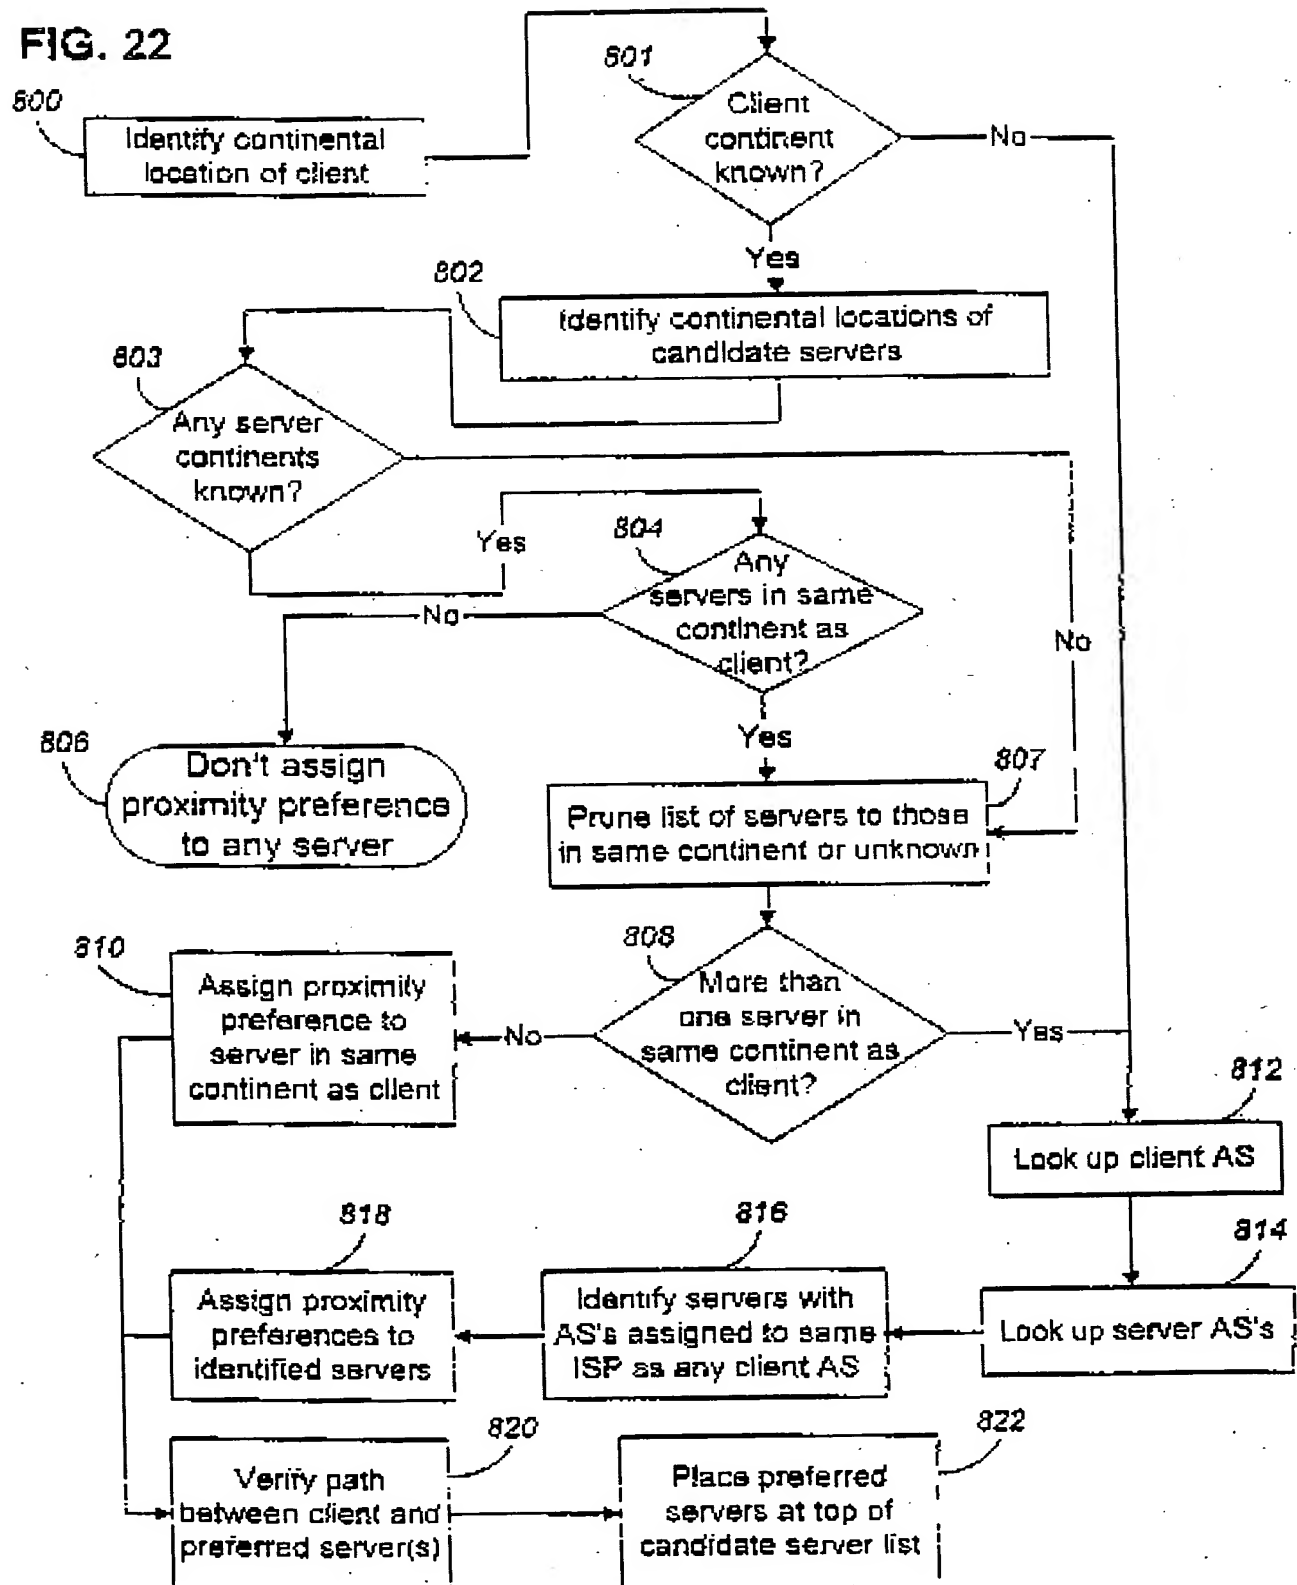 FIG. 22
800
Identify continental
location of client
801
Client
continent
known?
No
Yes
802
Identify continental locations of
candidate servers
803
Any server
continents
known?
Yes
804
Any
servers in same
continent as
client?
No
No
Yes
806
Don't assign
proximity preference
to any server
807
Prune list of servers to those
in same continent or unknown
808
More than
one server in
same continent as
client?
No
Yes
810
Assign proximity
preference to
server in same
continent as client
812
Look up client AS
814
Look up server AS's
816
Identify servers with
AS's assigned to same
ISP as any client AS
818
Assign proximity
preferences to
identified servers
820
Verify path
between client and
preferred server(s)
822
Place preferred
servers at top of
candidate server list